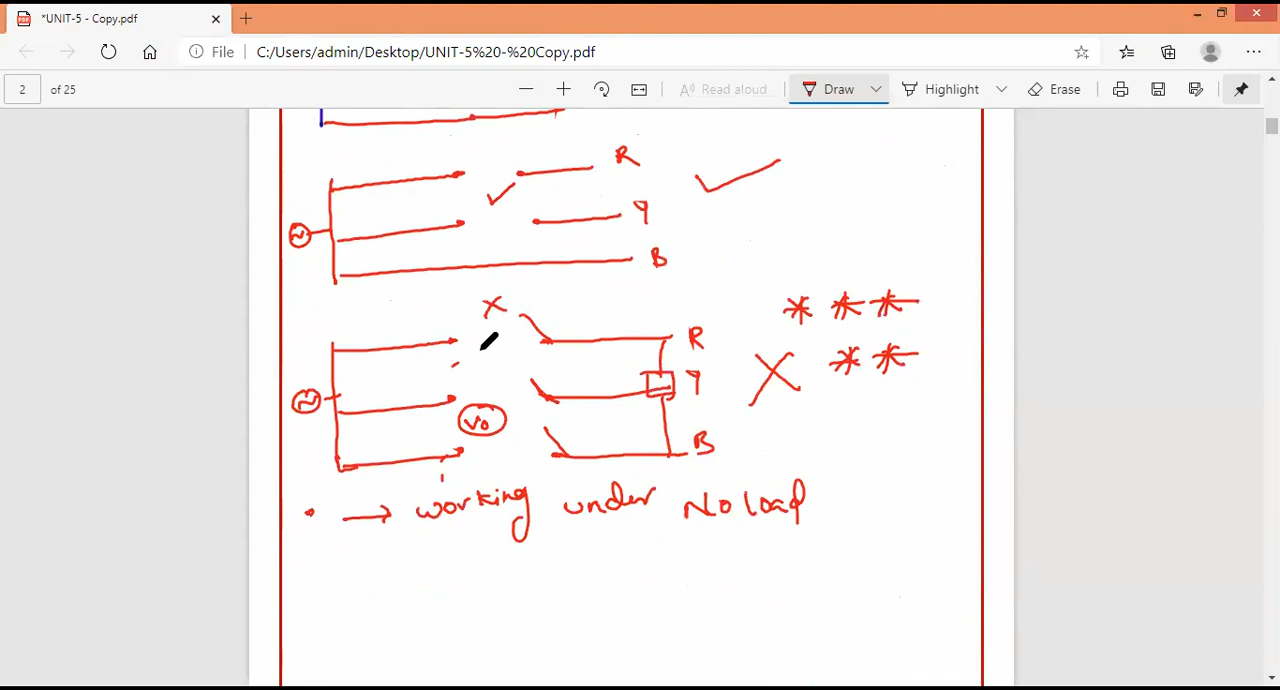 *UNIT-5 - Copy.pdf
File C:/Users/admin/Desktop/UNIT-5%20-%20Copy.pdf
2 of 25 Read aloud Draw Highlight Erase
R
Y
B
X
R
Y
Vo
B
• → working under No load